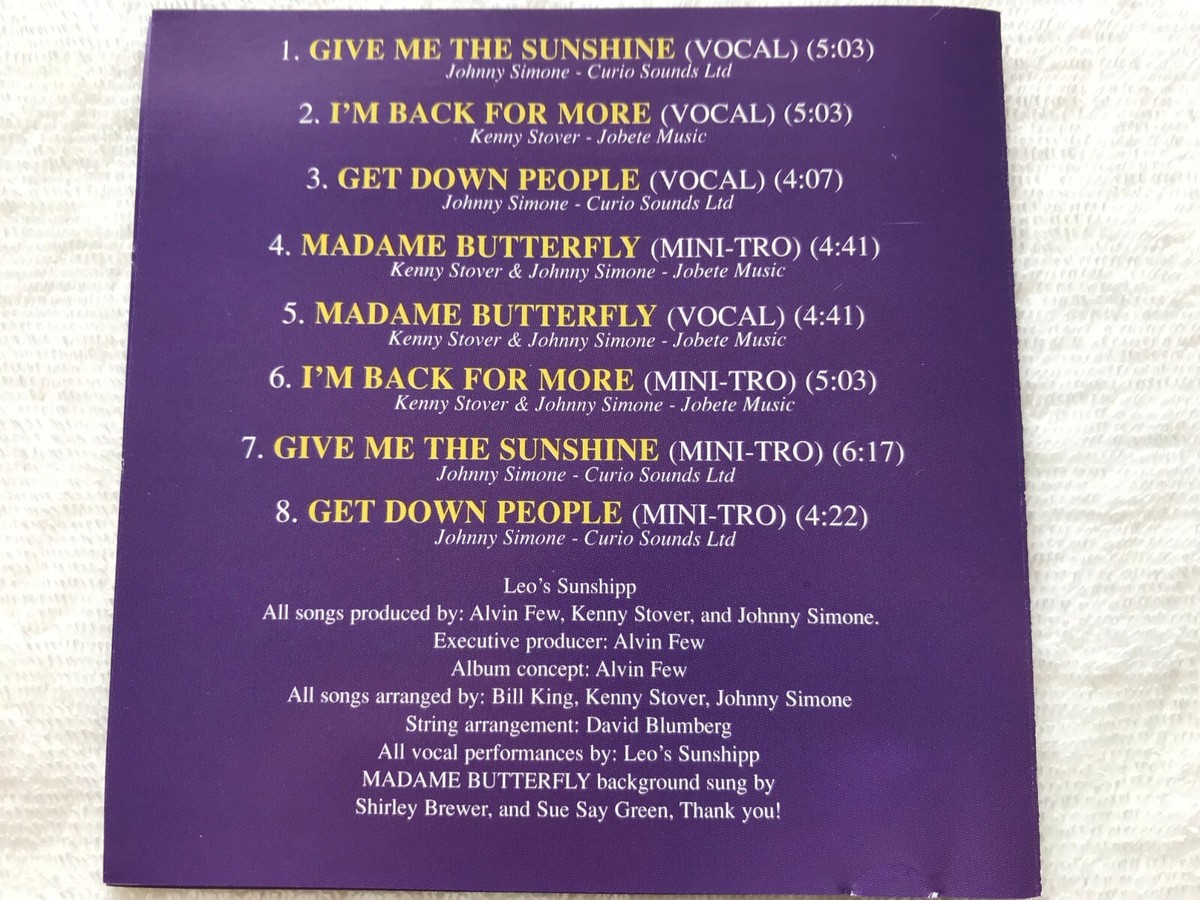 1. GIVE ME THE SUNSHINE (VOCAL) (5:03)
Johnny Simone - Curio Sounds Ltd
2. I'M BACK FOR MORE (VOCAL) (5:03)
Kenny Stover - Jobete Music
3. GET DOWN PEOPLE (VOCAL) (4:07)
Johnny Simone - Curio Sounds Ltd
4. MADAME BUTTERFLY (MINI-TRO) (4:41)
Kenny Stover & Johnny Simone - Jobete Music
5. MADAME BUTTERFLY (VOCAL) (4:41)
Kenny Stover & Johnny Simone - Jobete Music
6. I'M BACK FOR MORE (MINI-TRO) (5:03)
Kenny Stover & Johnny Simone - Jobete Music
7. GIVE ME THE SUNSHINE (MINI-TRO) (6:17)
Johnny Simone - Curio Sounds Ltd
8. GET DOWN PEOPLE (MINI-TRO) (4:22)
Johnny Simone - Curio Sounds Ltd
Leo's Sunshipp
All songs produced by: Alvin Few, Kenny Stover, and Johnny Simone.
Executive producer: Alvin Few
Album concept: Alvin Few
All songs arranged by: Bill King, Kenny Stover, Johnny Simone
String arrangement: David Blumberg
All vocal performances by: Leo's Sunshipp
MADAME BUTTERFLY background sung by
Shirley Brewer, and Sue Say Green, Thank you!